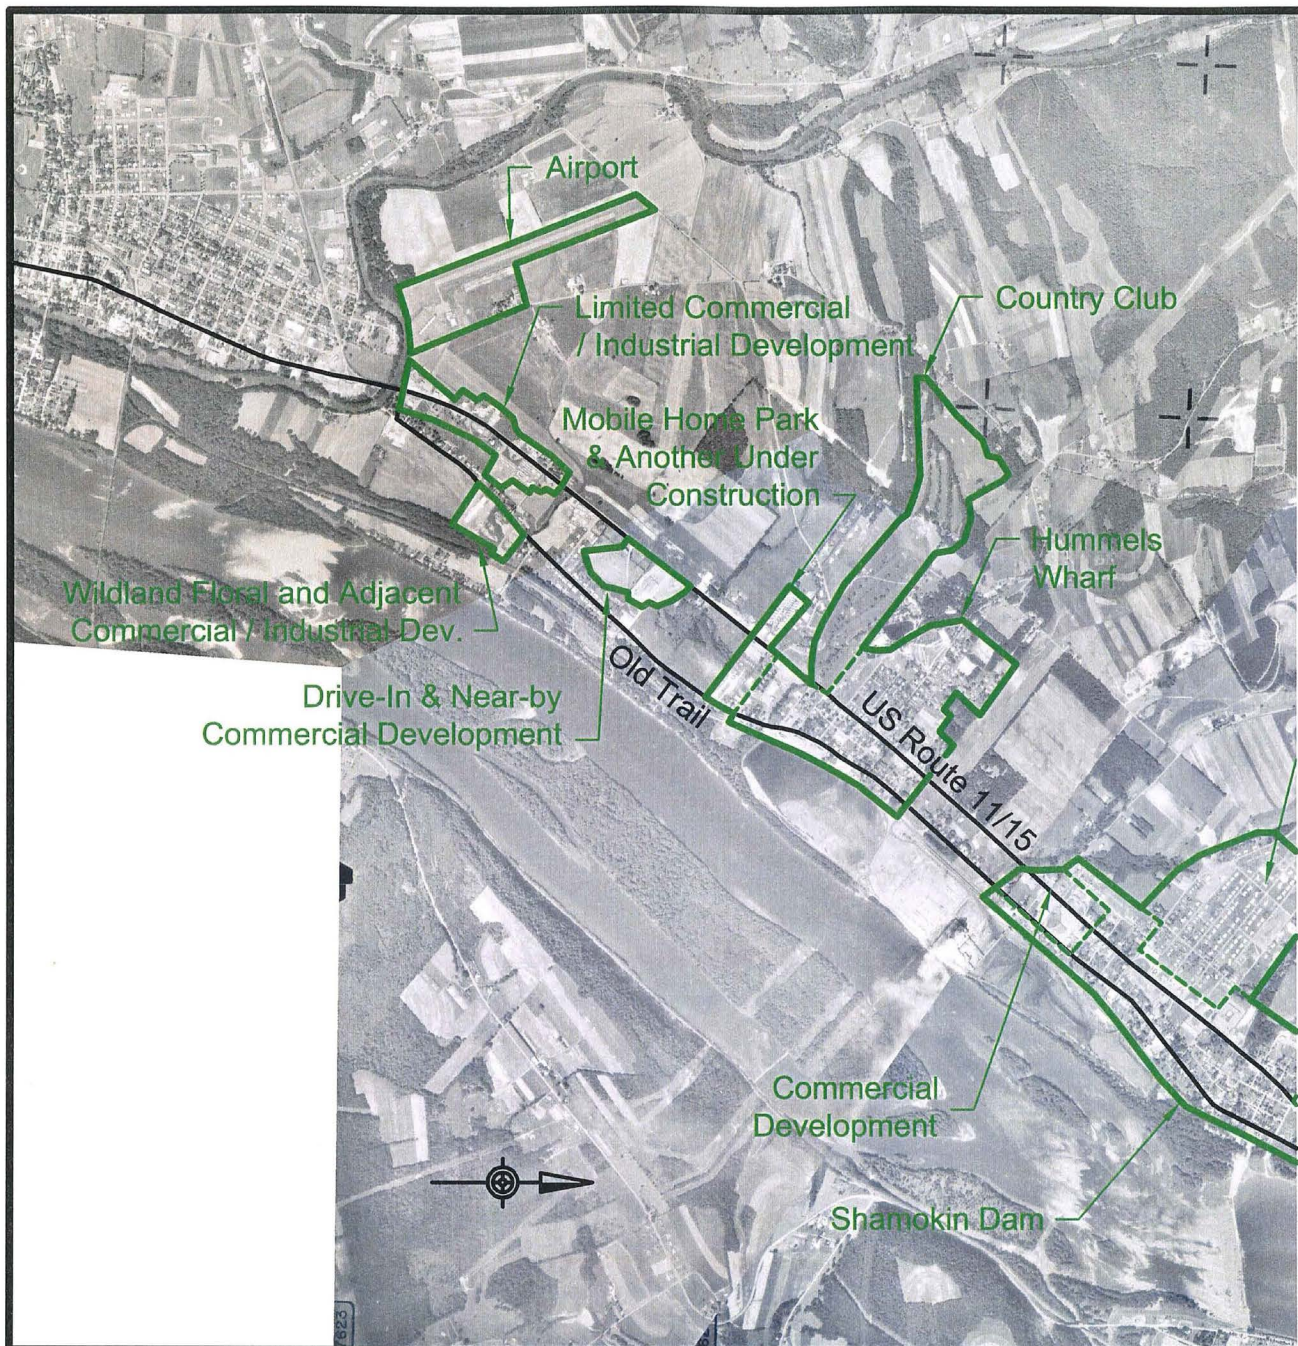 Airport
Limited Commercial
/ Industrial Development
Country Club
Mobile Home Park
& Another Under
Construction
Hummels
Wharf
Wildland Floral and Adjacent
Commercial / Industrial Dev.
Old Trail
Drive-In & Near-by
Commercial Development
US Route 11/15
Commercial
Development
Shamokin Dam
7623